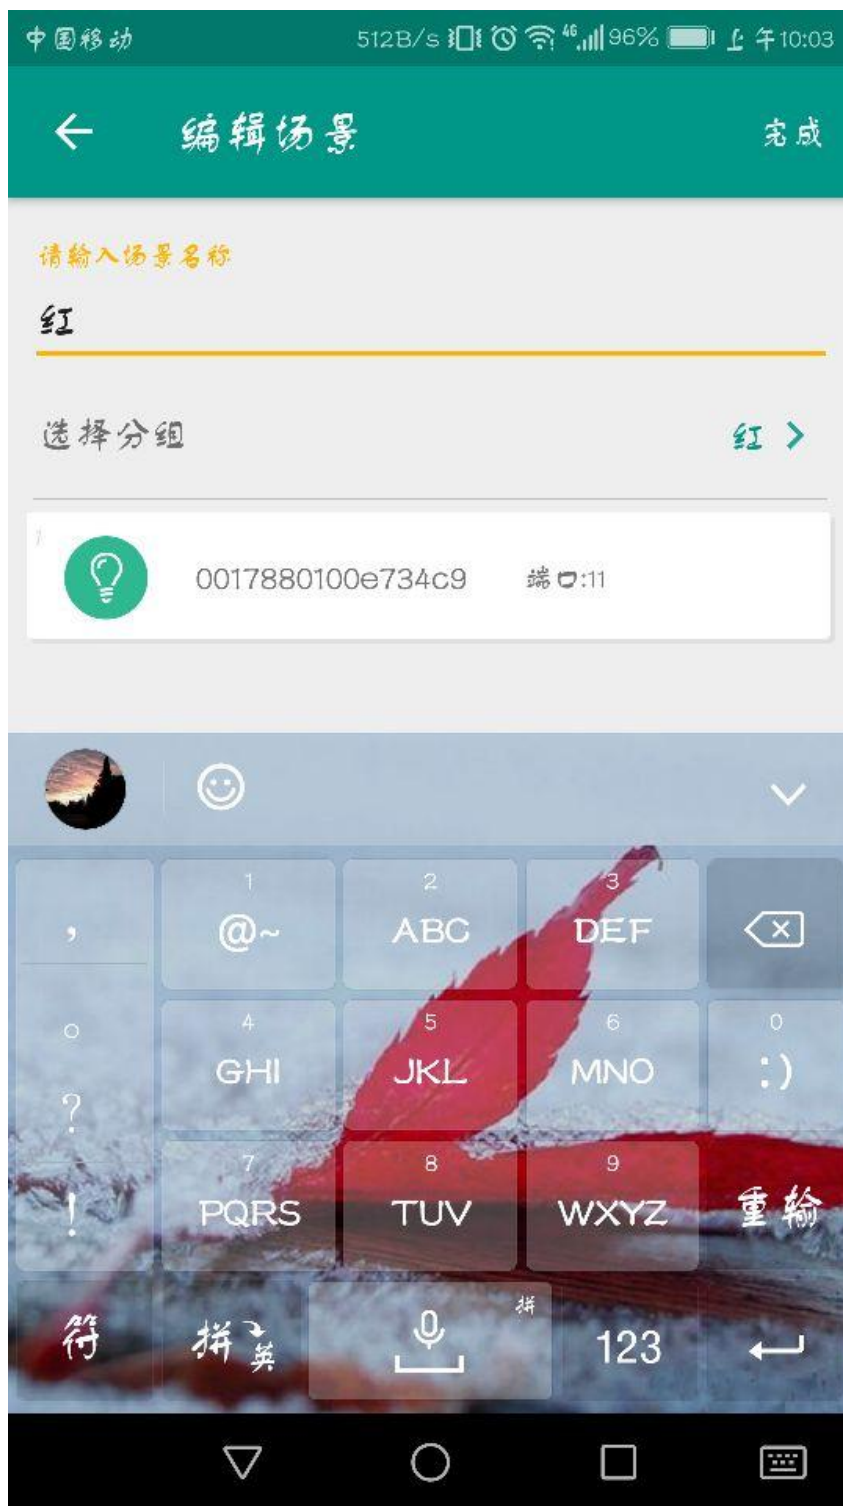 中国移动 512B/s 4G 96% 上午10:03
编辑场景 完成
请输入场景名称
红
选择分组 红
1
0017880100e734c9 端口:11
, 1 @~ 2 ABC 3 DEF
。 4 GHI 5 JKL 6 MNO 0 :)
?
! 7 PQRS 8 TUV 9 WXYZ 重输
符 拼英 拼 123